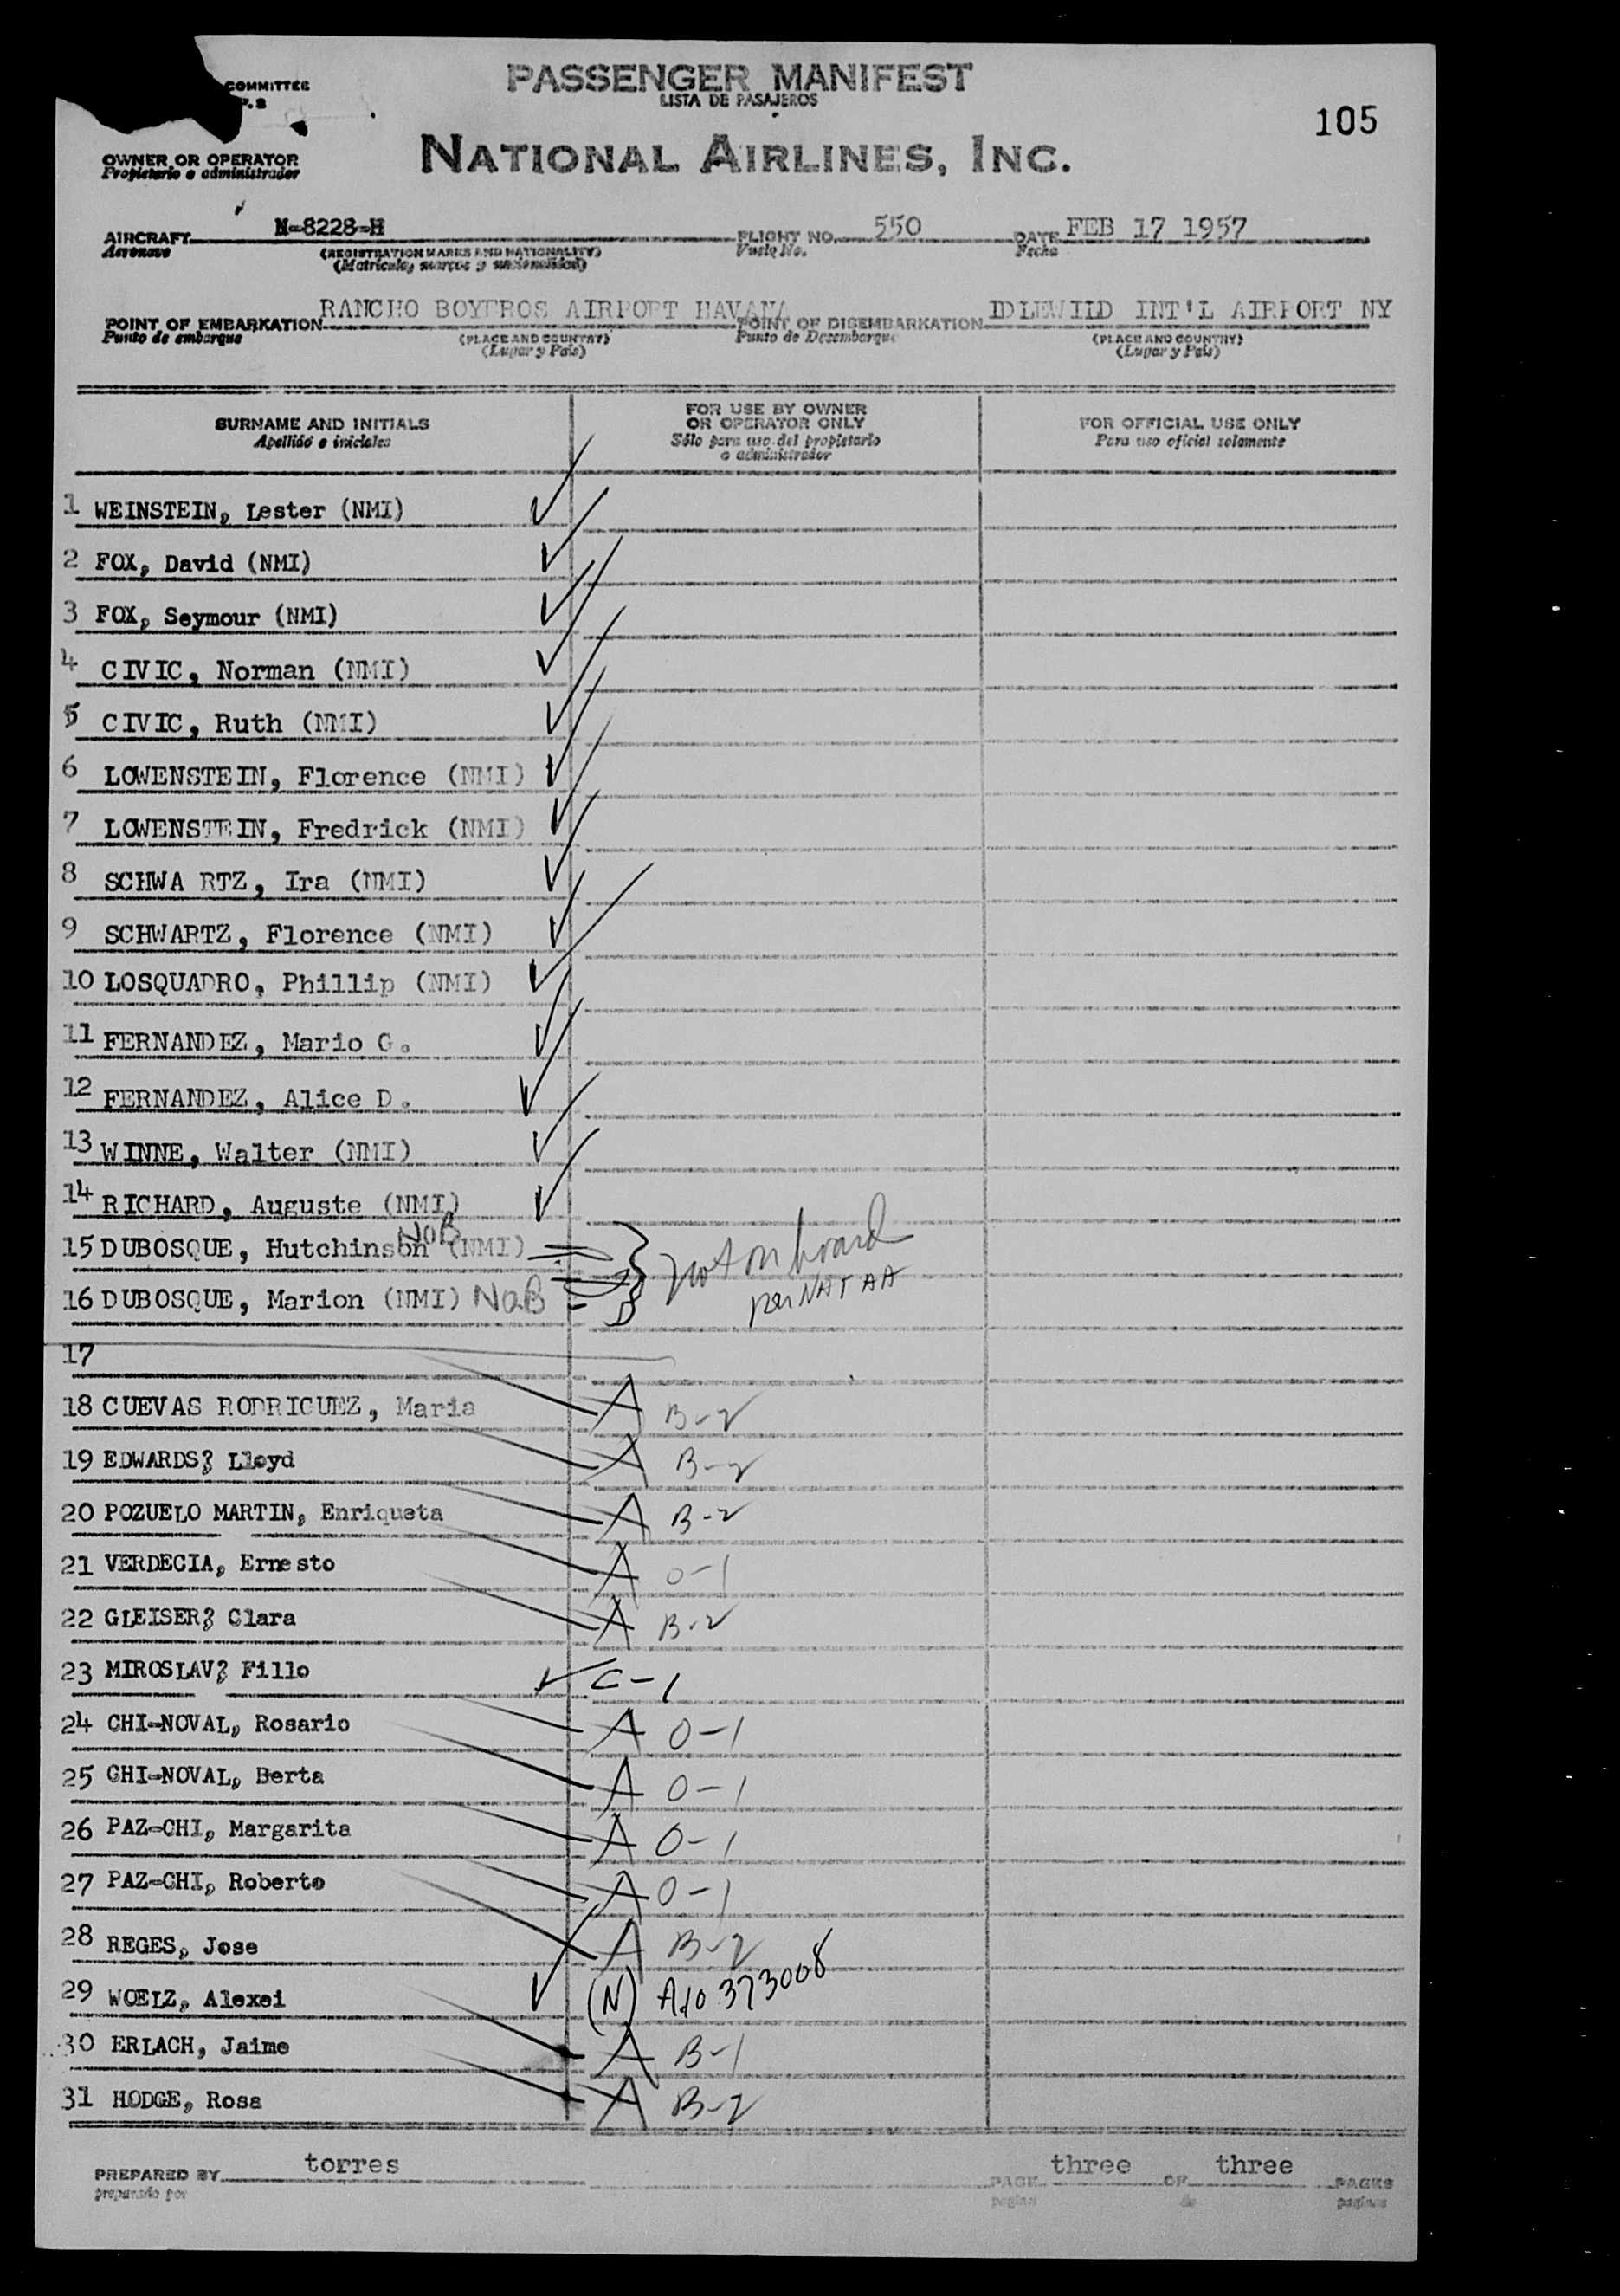 COMMITTEE
PASSENGER MANIFEST
LISTA DE PASAJEROS
105
NATIONAL AIRLINES, INC.
OWNER OR OPERATOR
Propietario o administrador
AIRCRAFT N-8228-H FLIGHT NO. 550 DATE FEB 17 1957
Aeronave (REGISTRATION MARKS AND NATIONALITY) Vuelo No. Fecha
(Matricula, marcas y nacionalidad)
POINT OF EMBARKATION RANCHO BOYEROS AIRPORT HAVANA POINT OF DISEMBARKATION IDLEWILD INT'L AIRPORT NY
Punto de embarque (PLACE AND COUNTRY) Punto de Desembarque (PLACE AND COUNTRY)
(Lugar y País) (Lugar y País)
SURNAME AND INITIALS
Apellido e iniciales
FOR USE BY OWNER
OR OPERATOR ONLY
Sólo para uso del propietario
o administrador
FOR OFFICIAL USE ONLY
Para uso oficial solamente
1 WEINSTEIN, Lester (NMI)
2 FOX, David (NMI)
3 FOX, Seymour (NMI)
4 CIVIC, Norman (NMI)
5 CIVIC, Ruth (NMI)
6 LOWENSTEIN, Florence (NMI)
7 LOWENSTEIN, Fredrick (NMI)
8 SCHWA RTZ, Ira (NMI)
9 SCHWARTZ, Florence (NMI)
10 LOSQUADRO, Phillip (NMI)
11 FERNANDEZ, Mario G.
12 FERNANDEZ, Alice D.
13 WINNE, Walter (NMI)
14 RICHARD, Auguste (NMI)
15 DUBOSQUE, Hutchinson (NMI) NOB not on board
16 DUBOSQUE, Marion (NMI) NOB per NAT AA
17
18 CUEVAS RODRIGUEZ, Maria A B-2
19 EDWARDS, Lloyd A B-2
20 POZUELO MARTIN, Enriqueta A B-2
21 VERDECIA, Ernesto A O-1
22 GLEISER, Clara A B-2
23 MIROSLAV, Fillo C-1
24 CHI-NOVAL, Rosario A O-1
25 CHI-NOVAL, Berta A O-1
26 PAZ-CHI, Margarita A O-1
27 PAZ-CHI, Roberto A O-1
28 REGES, Jose A B-2
29 WOELZ, Alexei (N) A10 373008
30 ERLACH, Jaime A B-1
31 HODGE, Rosa A B-2
PREPARED BY torres PAGE three OF three PAGES
preparado por pagina de paginas